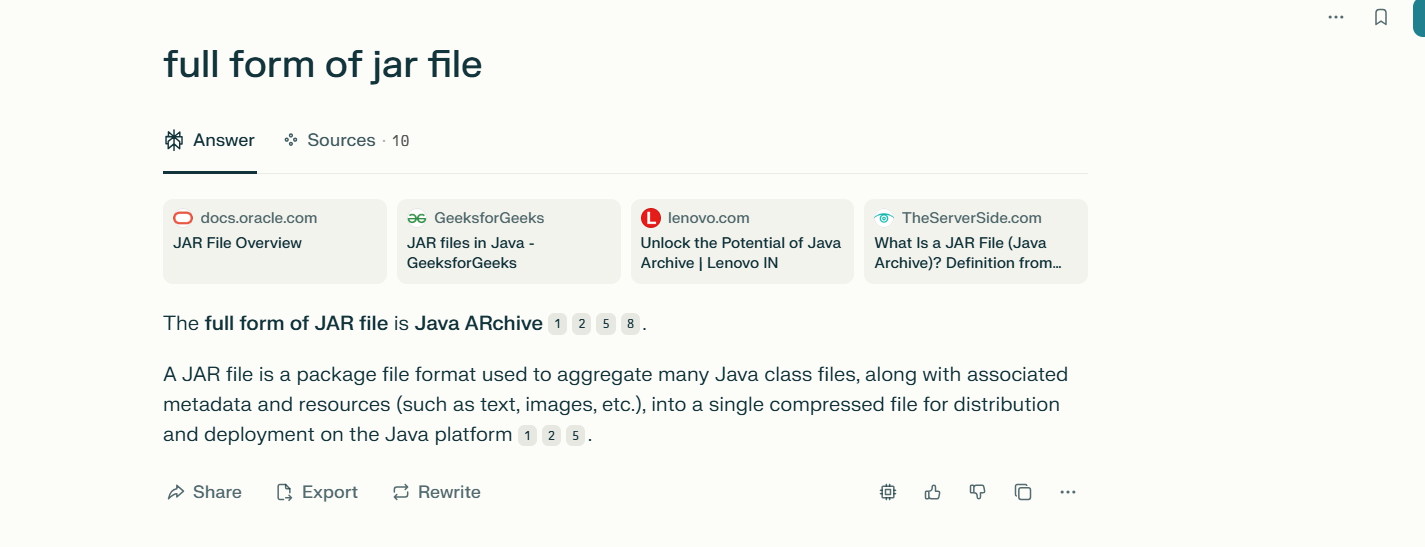 full form of jar file
Answer
Sources · 10
docs.oracle.com
JAR File Overview
GeeksforGeeks
JAR files in Java -
GeeksforGeeks
lenovo.com
Unlock the Potential of Java
Archive | Lenovo IN
TheServerSide.com
What Is a JAR File (Java
Archive)? Definition from...
The full form of JAR file is Java ARchive 1 2 5 8 .
A JAR file is a package file format used to aggregate many Java class files, along with associated
metadata and resources (such as text, images, etc.), into a single compressed file for distribution
and deployment on the Java platform 1 2 5 .
Share
Export
Rewrite